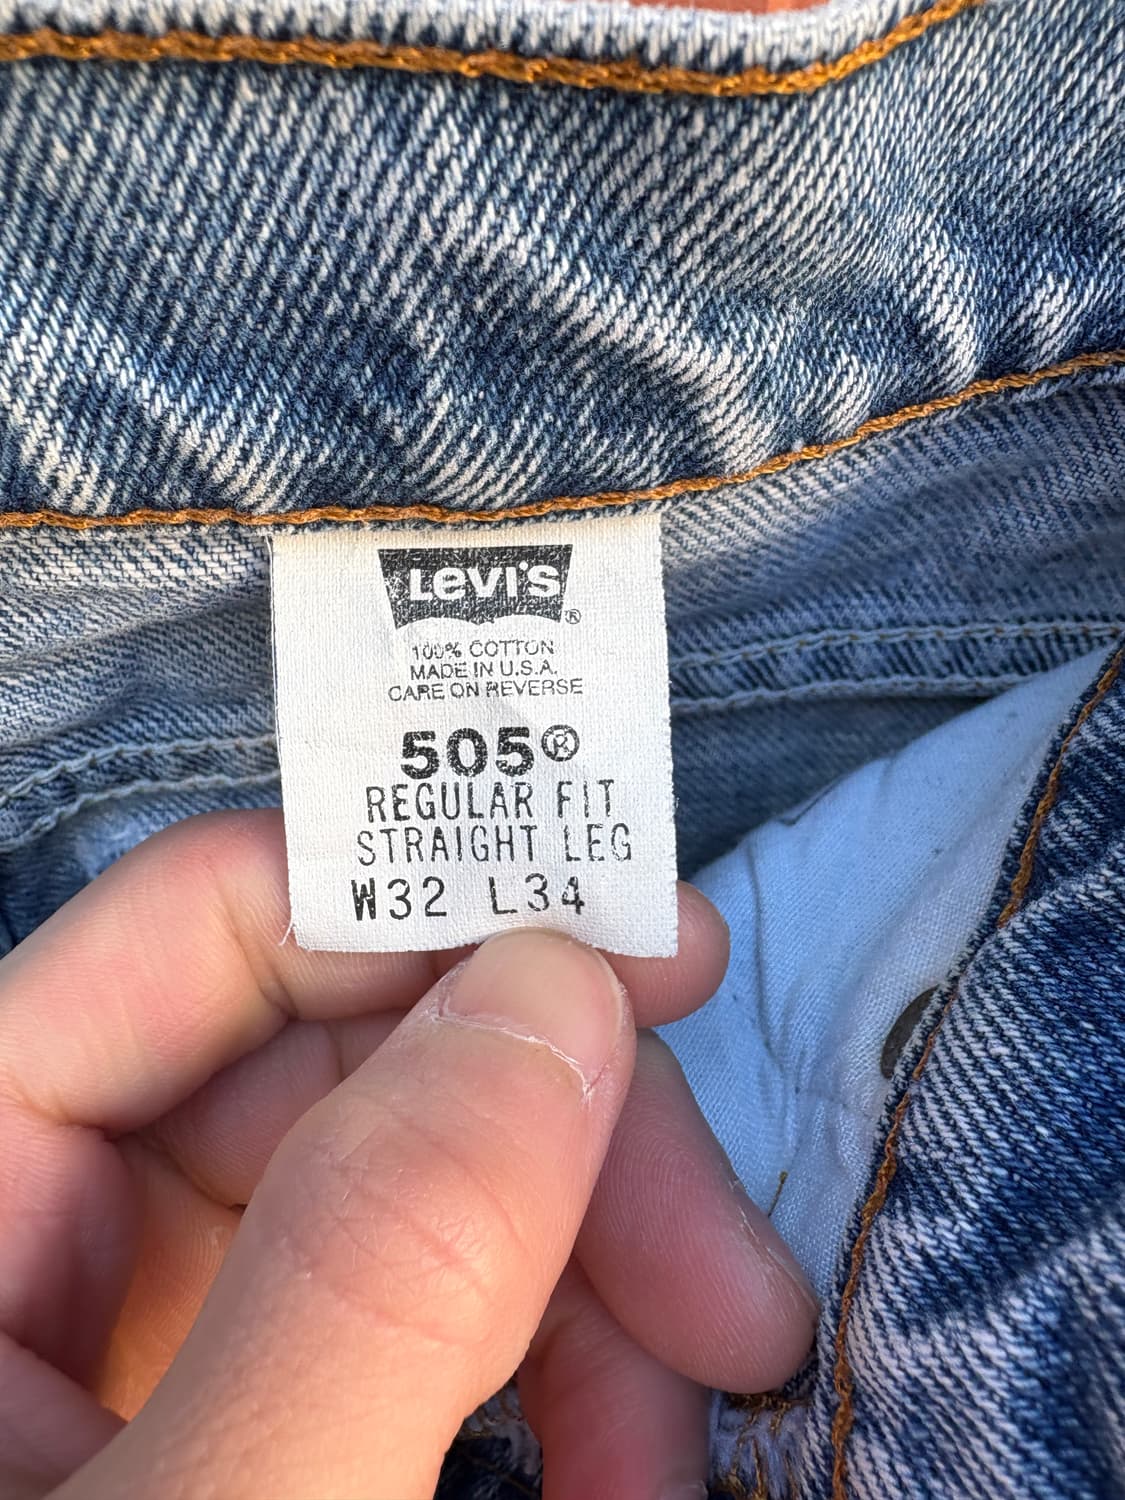 Levi's®
100% COTTON
MADE IN U.S.A.
CARE ON REVERSE
505®
REGULAR FIT
STRAIGHT LEG
W32 L34